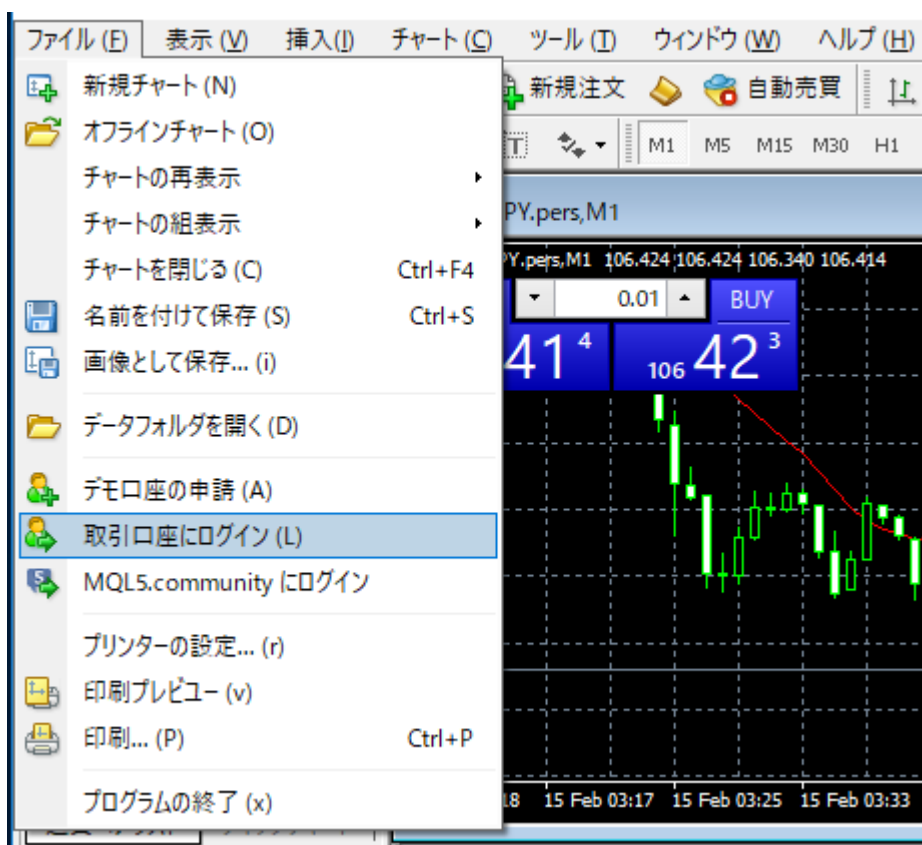 ファイル (F) 表示 (V) 挿入(I) チャート (C) ツール (T) ウィンドウ (W) ヘルプ (H)
新規チャート (N)
新規注文 自動売買
オフラインチャート (O)
T M1 M5 M15 M30 H1
チャートの再表示
チャートの組表示
PY.pers,M1
チャートを閉じる (C) Ctrl+F4
Y.pers,M1 106.424 106.424 106.340 106.414
名前を付けて保存 (S) Ctrl+S
0.01 BUY
画像として保存... (i)
41 4 106 42 3
データフォルダを開く (D)
デモ口座の申請 (A)
取引口座にログイン (L)
MQL5.community にログイン
プリンターの設定... (r)
印刷プレビュー (v)
印刷... (P) Ctrl+P
プログラムの終了 (x)
18 15 Feb 03:17 15 Feb 03:25 15 Feb 03:33